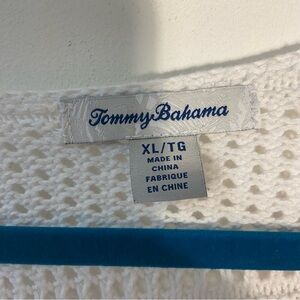 Tommy Bahama
XL/TG
MADE IN
CHINA
FABRIQUE
EN CHINE